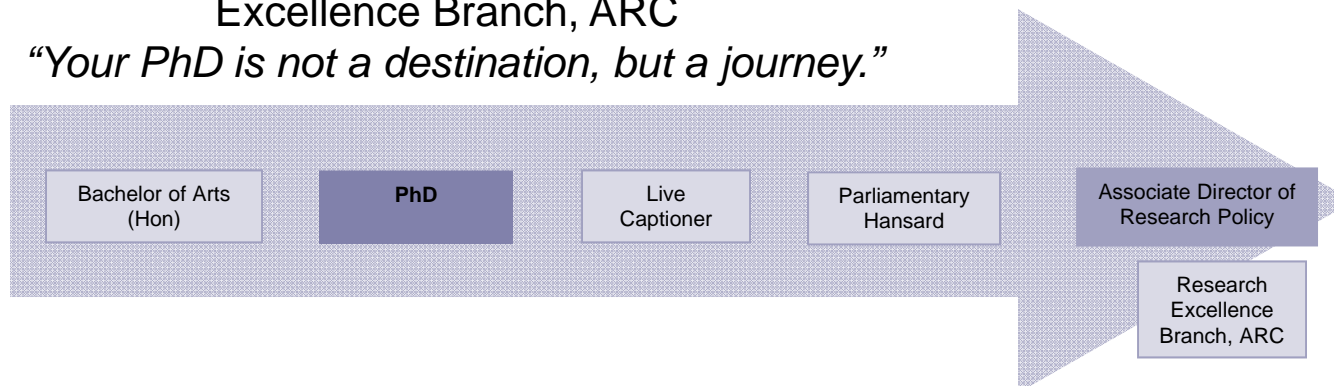 Excellence Branch, ARC
“Your PhD is not a destination, but a journey.”
Bachelor of Arts
(Hon)
PhD
Live
Captioner
Parliamentary
Hansard
Associate Director of
Research Policy
Research
Excellence
Branch, ARC